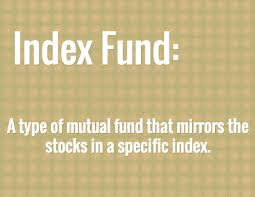 Index Fund:
A type of mutual fund that mirrors the
stocks in a specific index.